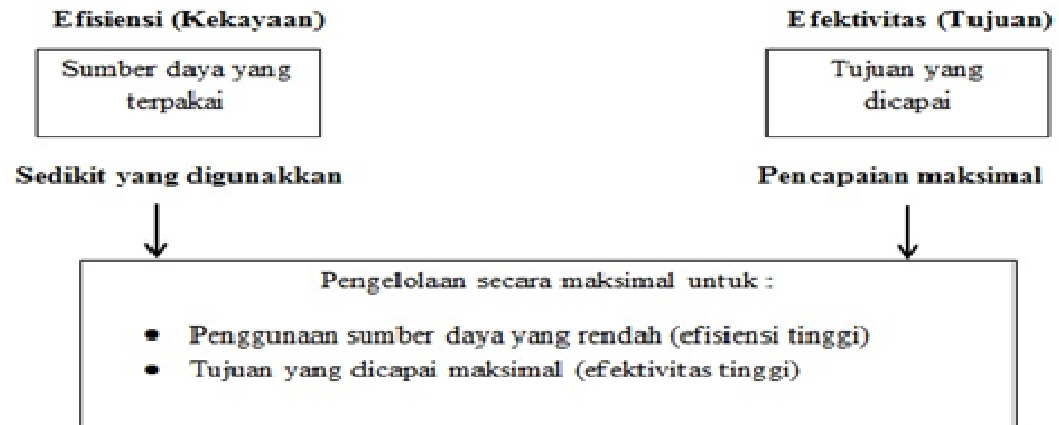 Efisiensi (Kekayaan)
Efektivitas (Tujuan)
Sumber daya yang
terpakai
Tujuan yang
dicapai
Sedikit yang digunakkan
Pencapaian maksimal
Pengelolaan secara maksimal untuk :
• Penggunaan sumber daya yang rendah (efisiensi tinggi)
• Tujuan yang dicapai maksimal (efektivitas tinggi)